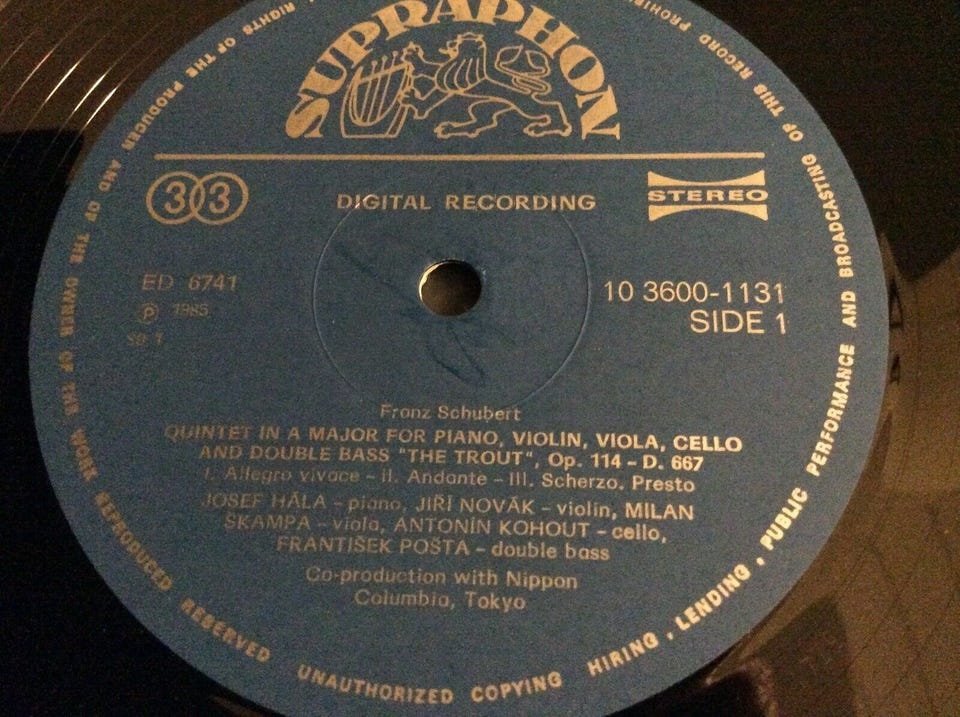 SUPRAPHON
33
DIGITAL RECORDING
STEREO
ED 6741
Ⓟ 1985
10 3600-1131
SIDE 1
Franz Schubert
QUINTET IN A MAJOR FOR PIANO, VIOLIN, VIOLA, CELLO
AND DOUBLE BASS "THE TROUT", Op. 114 – D. 667
I. Allegro vivace – II. Andante – III. Scherzo. Presto
JOSEF HÁLA – piano, JIŘÍ NOVÁK – violin, MILAN
ŠKAMPA – viola, ANTONÍN KOHOUT – cello,
FRANTIŠEK POŠTA – double bass
Co-production with Nippon
Columbia, Tokyo
RIGHTS OF THE PRODUCER AND OF THE OWNER OF THE WORK REPRODUCED RESERVED UNAUTHORIZED COPYING HIRING, LENDING, PUBLIC PERFORMANCE AND BROADCASTING OF THIS RECORD PROHIB